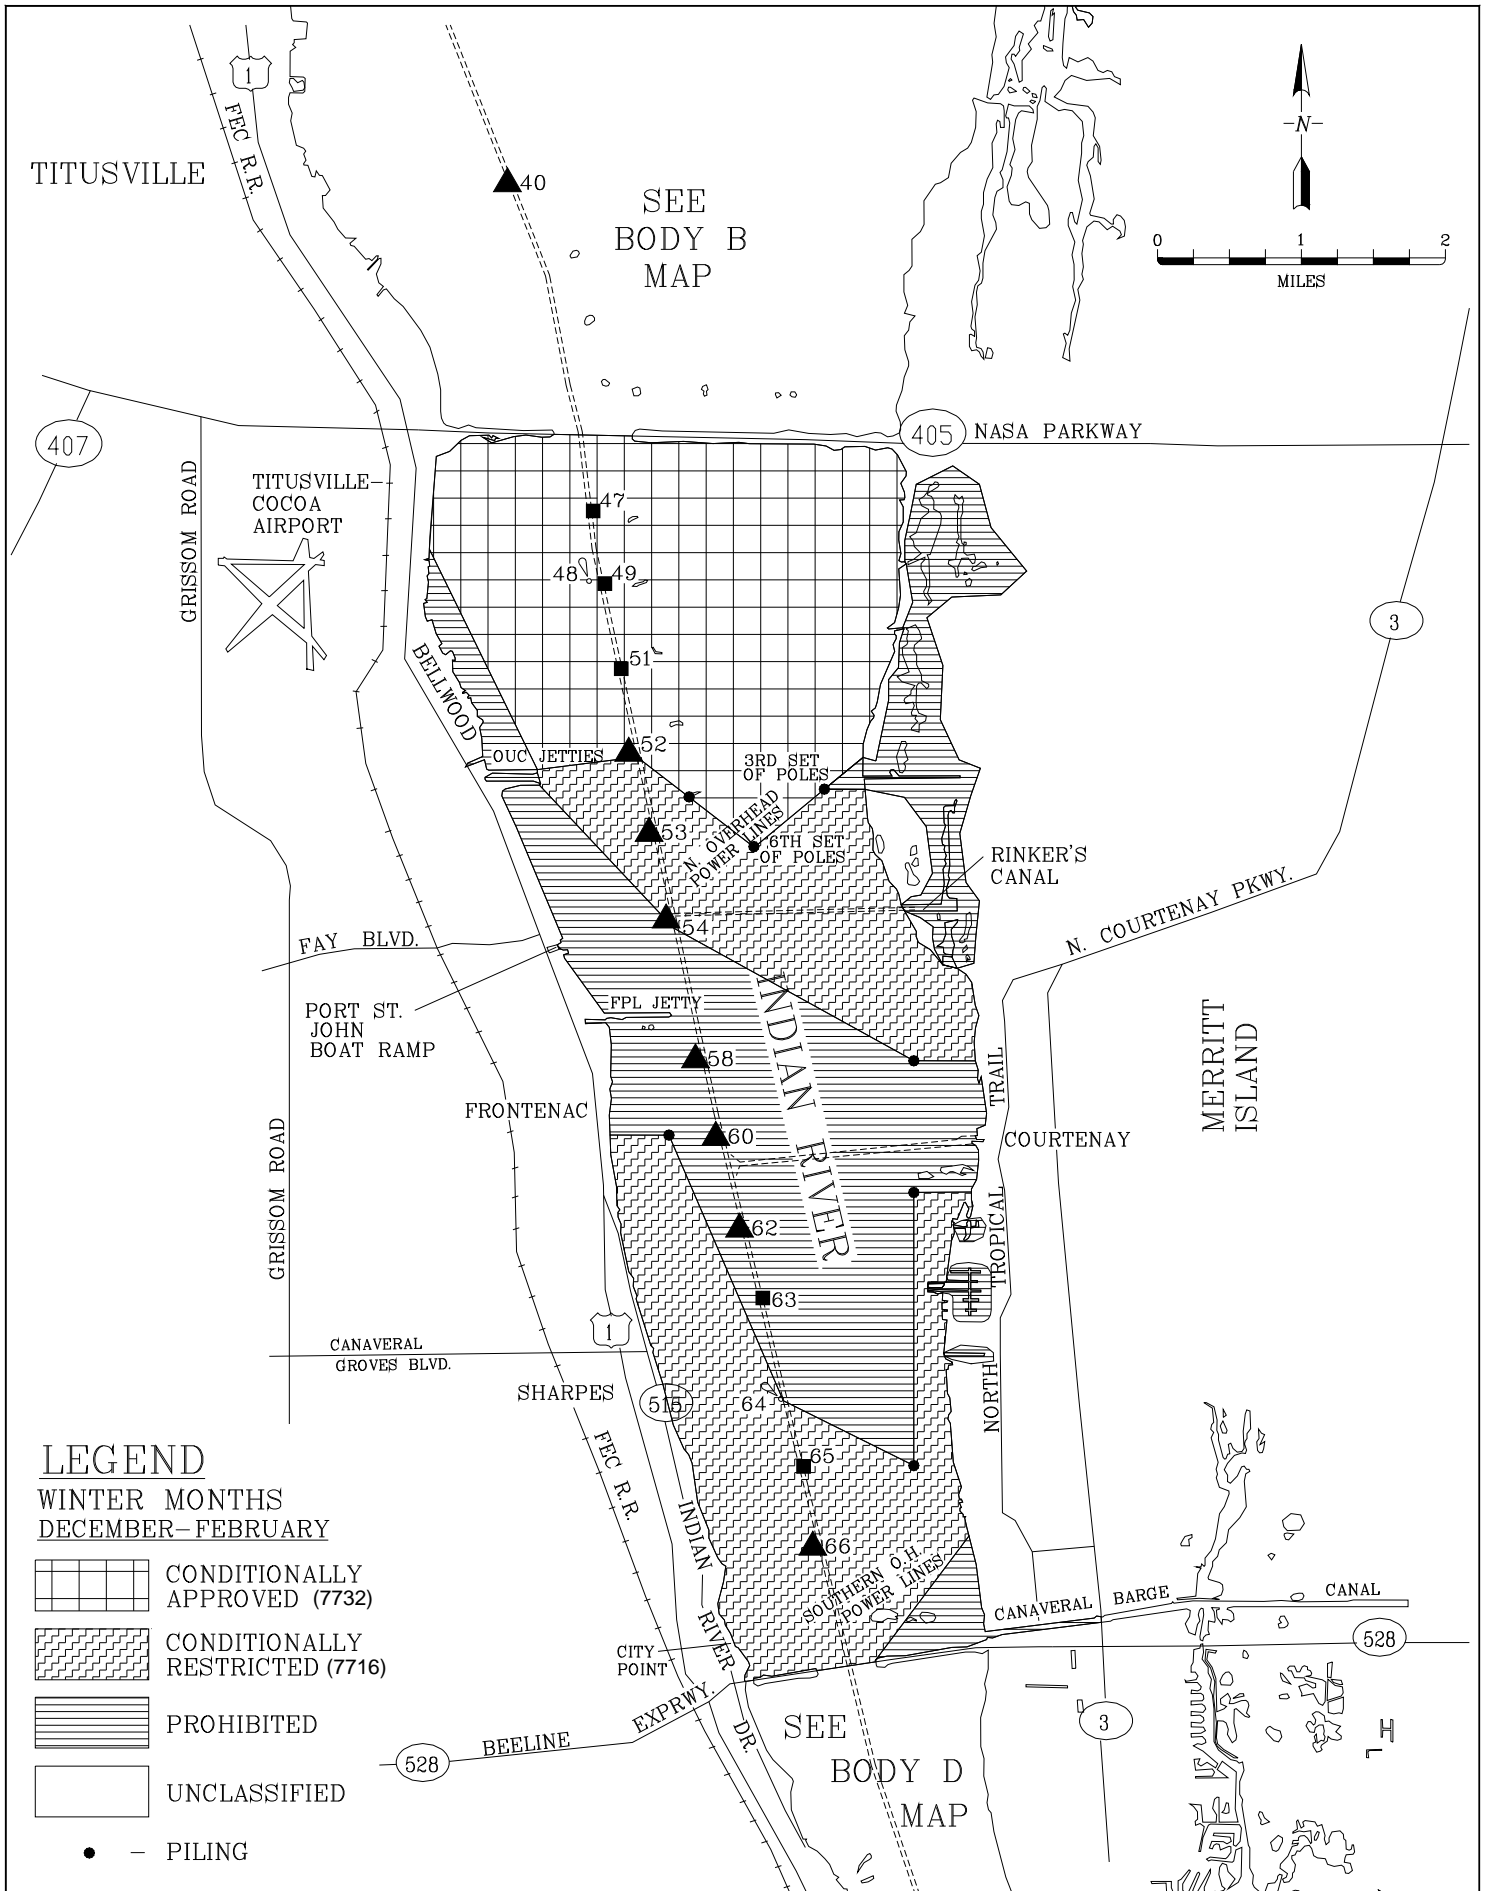 1
FEC R.R.
TITUSVILLE
40
SEE
BODY B
MAP
-N-
0 1 2
MILES
407
405
NASA PARKWAY
GRISSOM ROAD
TITUSVILLE-
COCOA
AIRPORT
47
48
49
3
BELLWOOD
51
52
OUC JETTIES
3RD SET
OF POLES
53
N. OVERHEAD
POWER LINES
6TH SET
OF POLES
RINKER'S
CANAL
54
FAY BLVD.
N. COURTENAY PKWY.
PORT ST.
JOHN
BOAT RAMP
FPL JETTY
INDIAN RIVER
MERRITT
ISLAND
58
FRONTENAC
60
COURTENAY
GRISSOM ROAD
NORTH TROPICAL TRAIL
62
63
1
CANAVERAL
GROVES BLVD.
SHARPES
515
64
65
FEC R.R.
INDIAN RIVER DR.
66
SOUTHERN O.H.
POWER LINES
CANAVERAL BARGE CANAL
CITY
POINT
528
BEELINE EXPRWY.
528
3
SEE
BODY D
MAP
LEGEND
WINTER MONTHS
DECEMBER-FEBRUARY
CONDITIONALLY
APPROVED (7732)
CONDITIONALLY
RESTRICTED (7716)
PROHIBITED
UNCLASSIFIED
- PILING